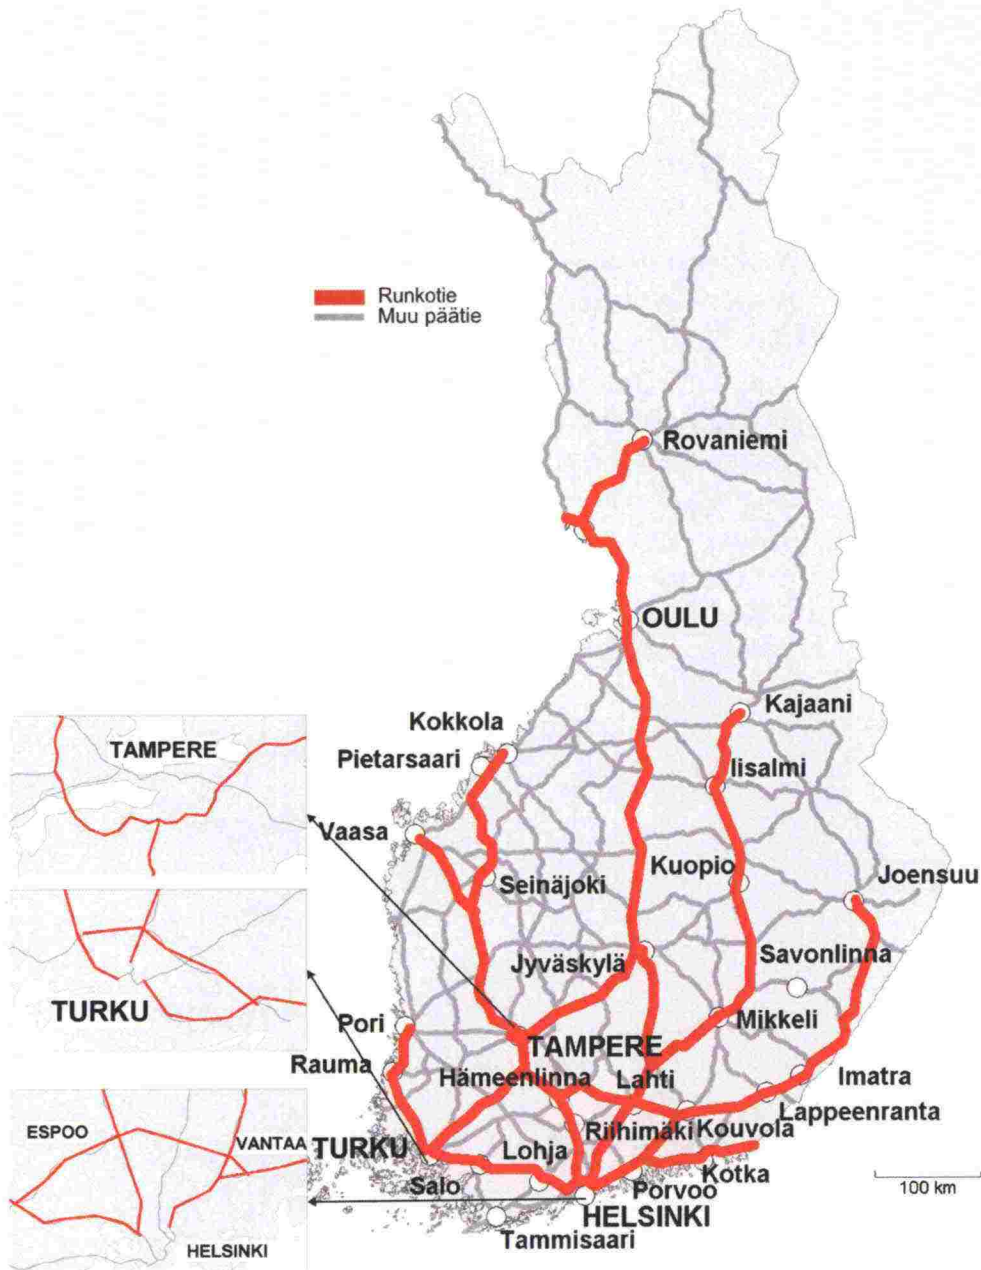 Runkotie
Muu päätie
Rovaniemi
OULU
Kajaani
Kokkola
Pietarsaari
Iisalmi
TAMPERE
Vaasa
Kuopio
Joensuu
Seinäjoki
Savonlinna
Jyväskylä
TURKU
Pori
Mikkeli
TAMPERE
Rauma
Imatra
Hämeenlinna
Lahti
Lappeenranta
Riihimäki
Kouvola
ESPOO
VANTAA
TURKU
Lohja
Kotka
Salo
Porvoo
100 km
HELSINKI
Tammisaari
HELSINKI